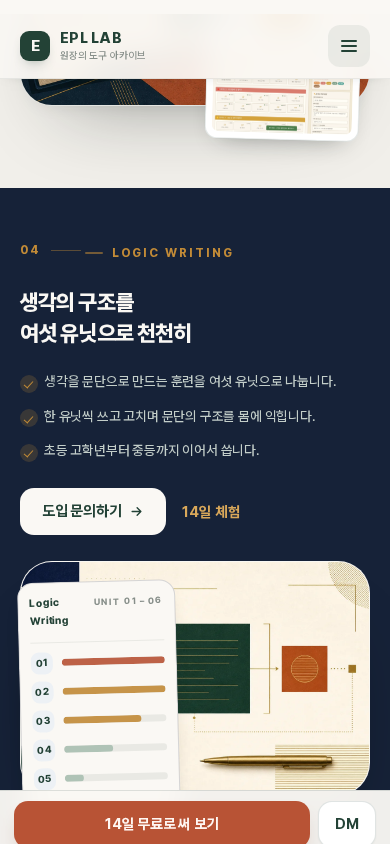 E
EPL LAB
원장의 도구 아카이브
04
LOGIC WRITING
생각의 구조를
여섯 유닛으로 천천히
생각을 문단으로 만드는 훈련을 여섯 유닛으로 나눕니다.
한 유닛씩 쓰고 고치며 문단의 구조를 몸에 익힙니다.
초등 고학년부터 중등까지 이어서 씁니다.
도입 문의하기 →
14일 체험
Logic
Writing
UNIT 01–06
01
02
03
04
05
14일 무료로 써 보기
DM